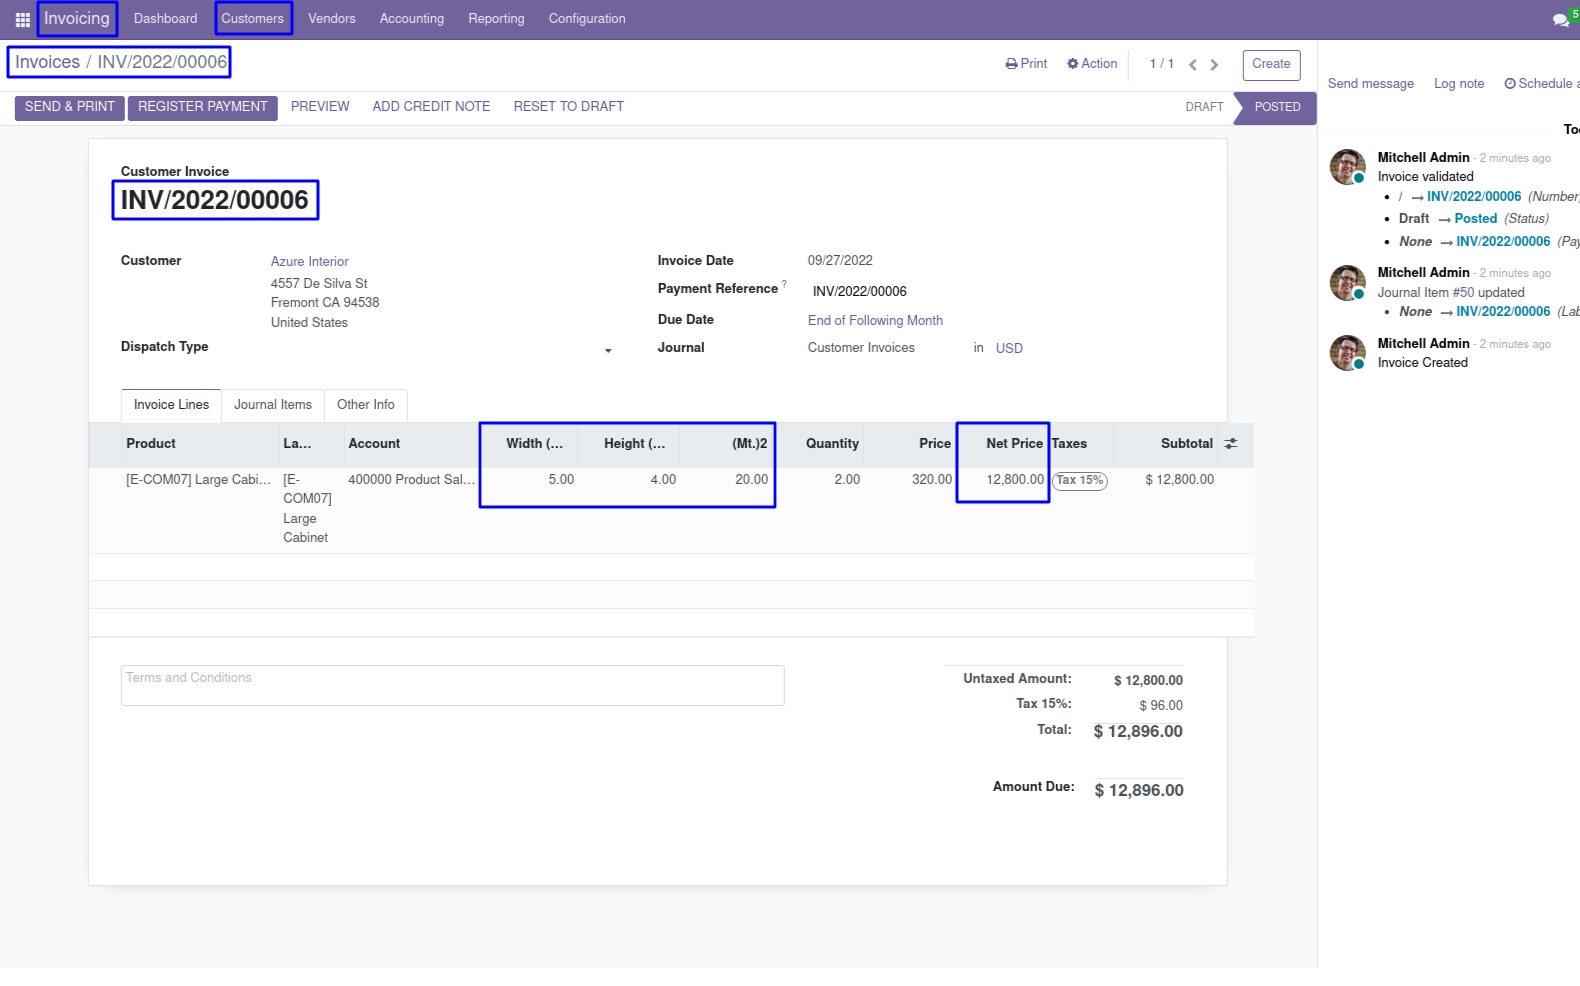 Invoicing Dashboard Customers Vendors Accounting Reporting Configuration 5
Invoices / INV/2022/00006
Print Action 1 / 1 Create
SEND & PRINT REGISTER PAYMENT PREVIEW ADD CREDIT NOTE RESET TO DRAFT DRAFT POSTED
Customer Invoice
INV/2022/00006
Customer Azure Interior
4557 De Silva St
Fremont CA 94538
United States
Dispatch Type
Invoice Date 09/27/2022
Payment Reference ? INV/2022/00006
Due Date End of Following Month
Journal Customer Invoices in USD
Invoice Lines Journal Items Other Info
Product La... Account Width (... Height (... (Mt.)2 Quantity Price Net Price Taxes Subtotal
[E-COM07] Large Cabi... [E- 400000 Product Sal... 5.00 4.00 20.00 2.00 320.00 12,800.00 Tax 15% $ 12,800.00
COM07]
Large
Cabinet
Terms and Conditions
Untaxed Amount: $ 12,800.00
Tax 15%: $ 96.00
Total: $ 12,896.00
Amount Due: $ 12,896.00
Send message Log note Schedule a
To
Mitchell Admin - 2 minutes ago
Invoice validated
• / → INV/2022/00006 (Number
• Draft → Posted (Status)
• None → INV/2022/00006 (Pay
Mitchell Admin - 2 minutes ago
Journal Item #50 updated
• None → INV/2022/00006 (Lab
Mitchell Admin - 2 minutes ago
Invoice Created